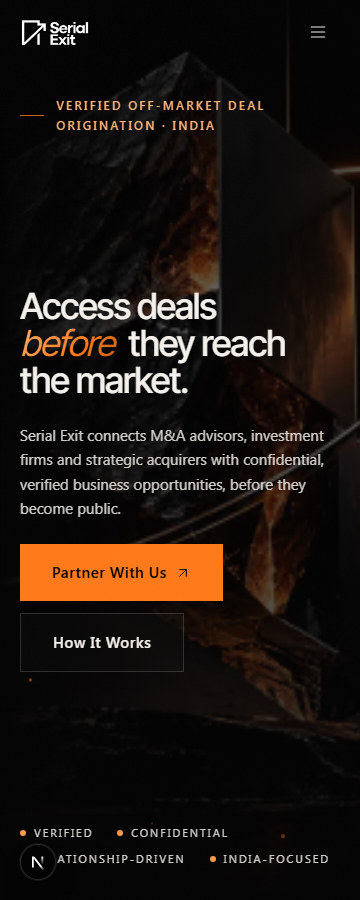 Serial
Exit
VERIFIED OFF-MARKET DEAL
ORIGINATION · INDIA
Access deals
before they reach
the market.
Serial Exit connects M&A advisors, investment
firms and strategic acquirers with confidential,
verified business opportunities, before they
become public.
Partner With Us
How It Works
VERIFIED CONFIDENTIAL
N ATIONSHIP-DRIVEN INDIA-FOCUSED